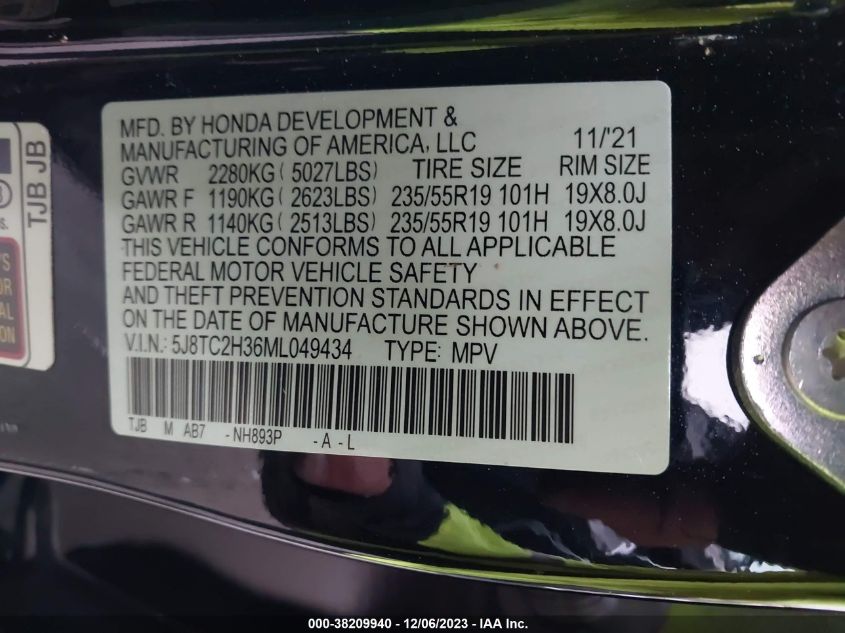 MFD. BY HONDA DEVELOPMENT &
MANUFACTURING OF AMERICA, LLC 11/'21
GVWR 2280KG( 5027LBS) TIRE SIZE RIM SIZE
GAWR F 1190KG( 2623LBS) 235/55R19 101H 19X8.0J
GAWR R 1140KG( 2513LBS) 235/55R19 101H 19X8.0J
THIS VEHICLE CONFORMS TO ALL APPLICABLE
FEDERAL MOTOR VEHICLE SAFETY
AND THEFT PREVENTION STANDARDS IN EFFECT
ON THE DATE OF MANUFACTURE SHOWN ABOVE.
V.I.N.: 5J8TC2H36ML049434 TYPE: MPV
TJB M AB7 -NH893P -A-L
TJB JB
000-38209940 - 12/06/2023 - IAA Inc.